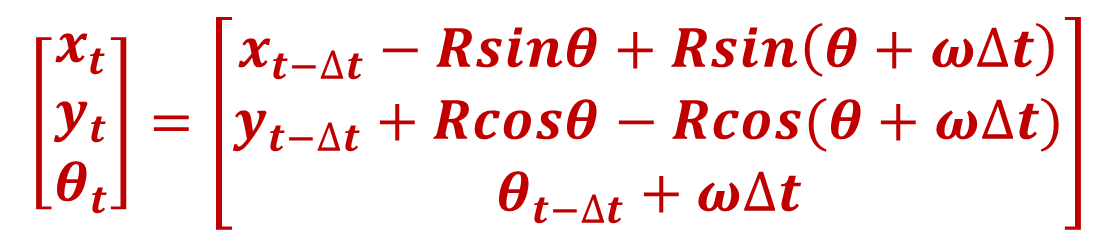 [x_t; y_t; θ_t] = [x_{t−Δt} − Rsinθ + Rsin(θ + ωΔt); y_{t−Δt} + Rcosθ − Rcos(θ + ωΔt); θ_{t−Δt} + ωΔt]